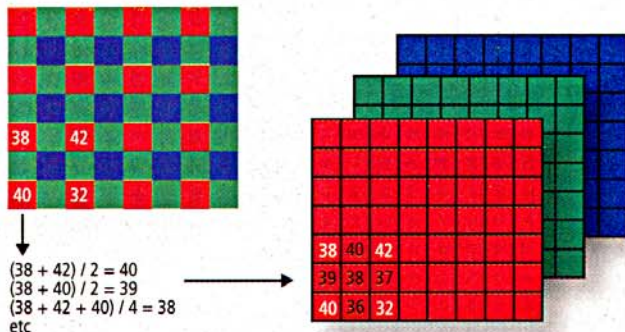 38 42
40 32
(38 + 42) / 2 = 40
(38 + 40) / 2 = 39
(38 + 42 + 40) / 4 = 38
etc
38 40 42
39 38 37
40 36 32